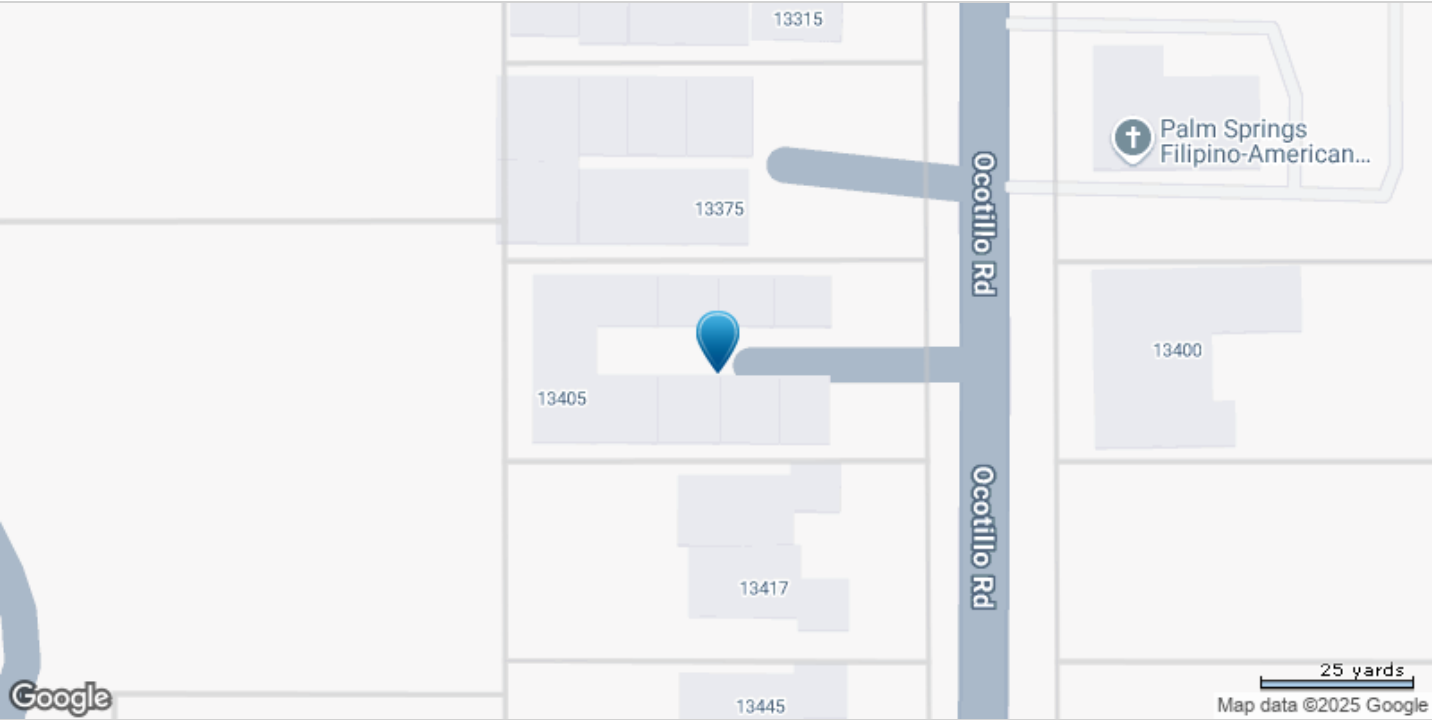 13315
Palm Springs
Filipino-American...
Ocotillo Rd
13375
13400
13405
Ocotillo Rd
13417
25 yards
13445
Google
Map data ©2025 Google